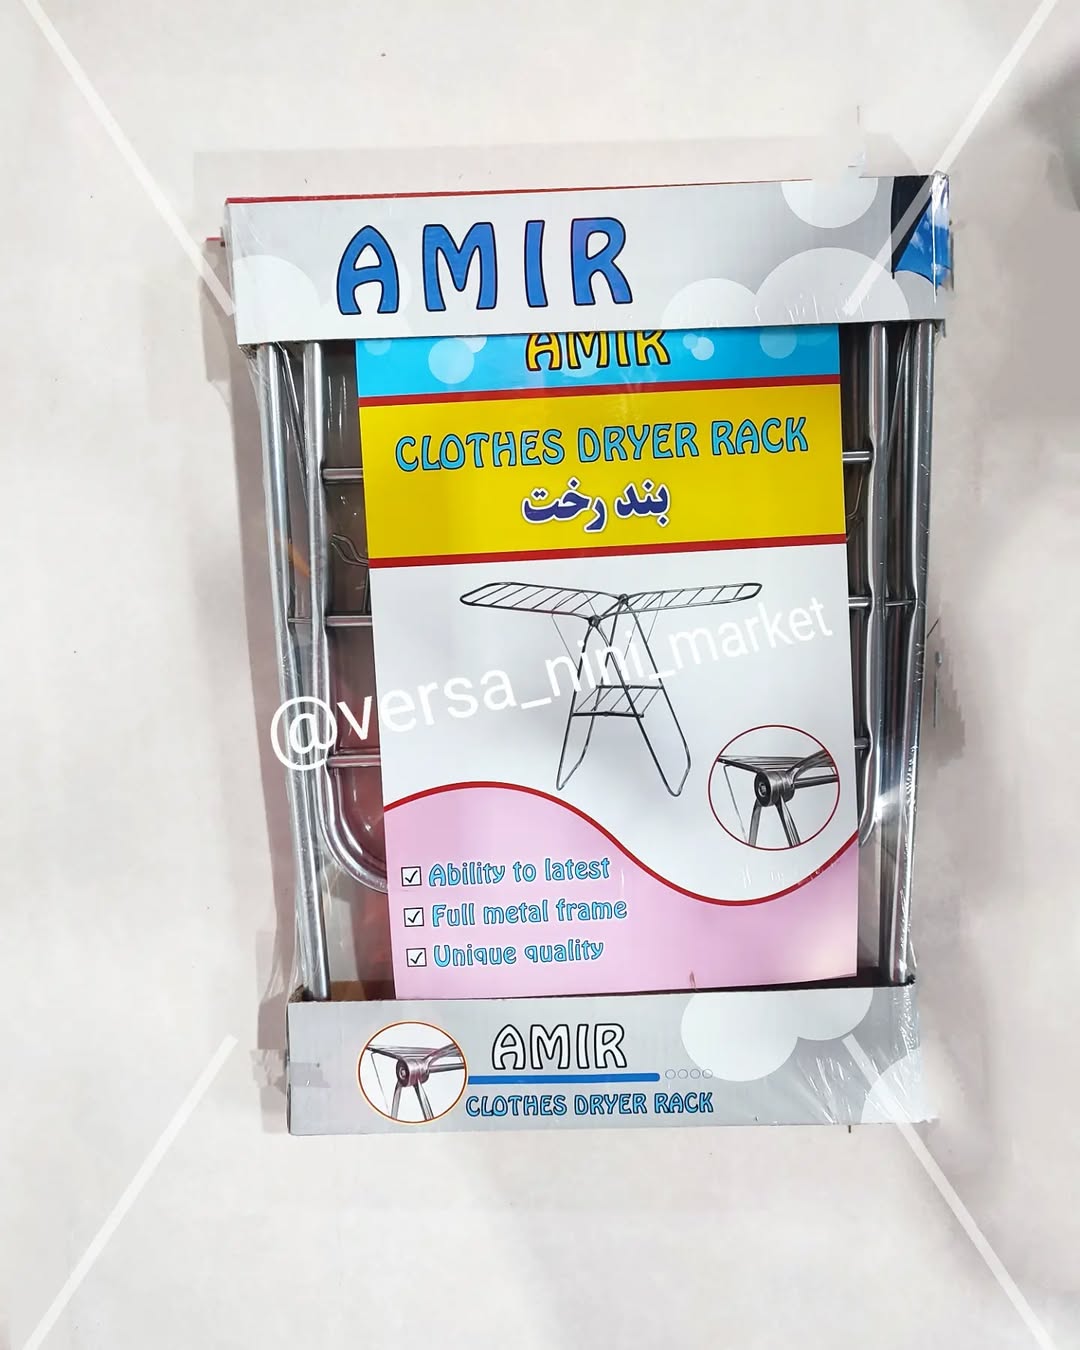 AMIR
AMIR
CLOTHES DRYER RACK
بند رخت
@versa_nini_market
Ability to latest
Full metal frame
Unique quality
AMIR
CLOTHES DRYER RACK